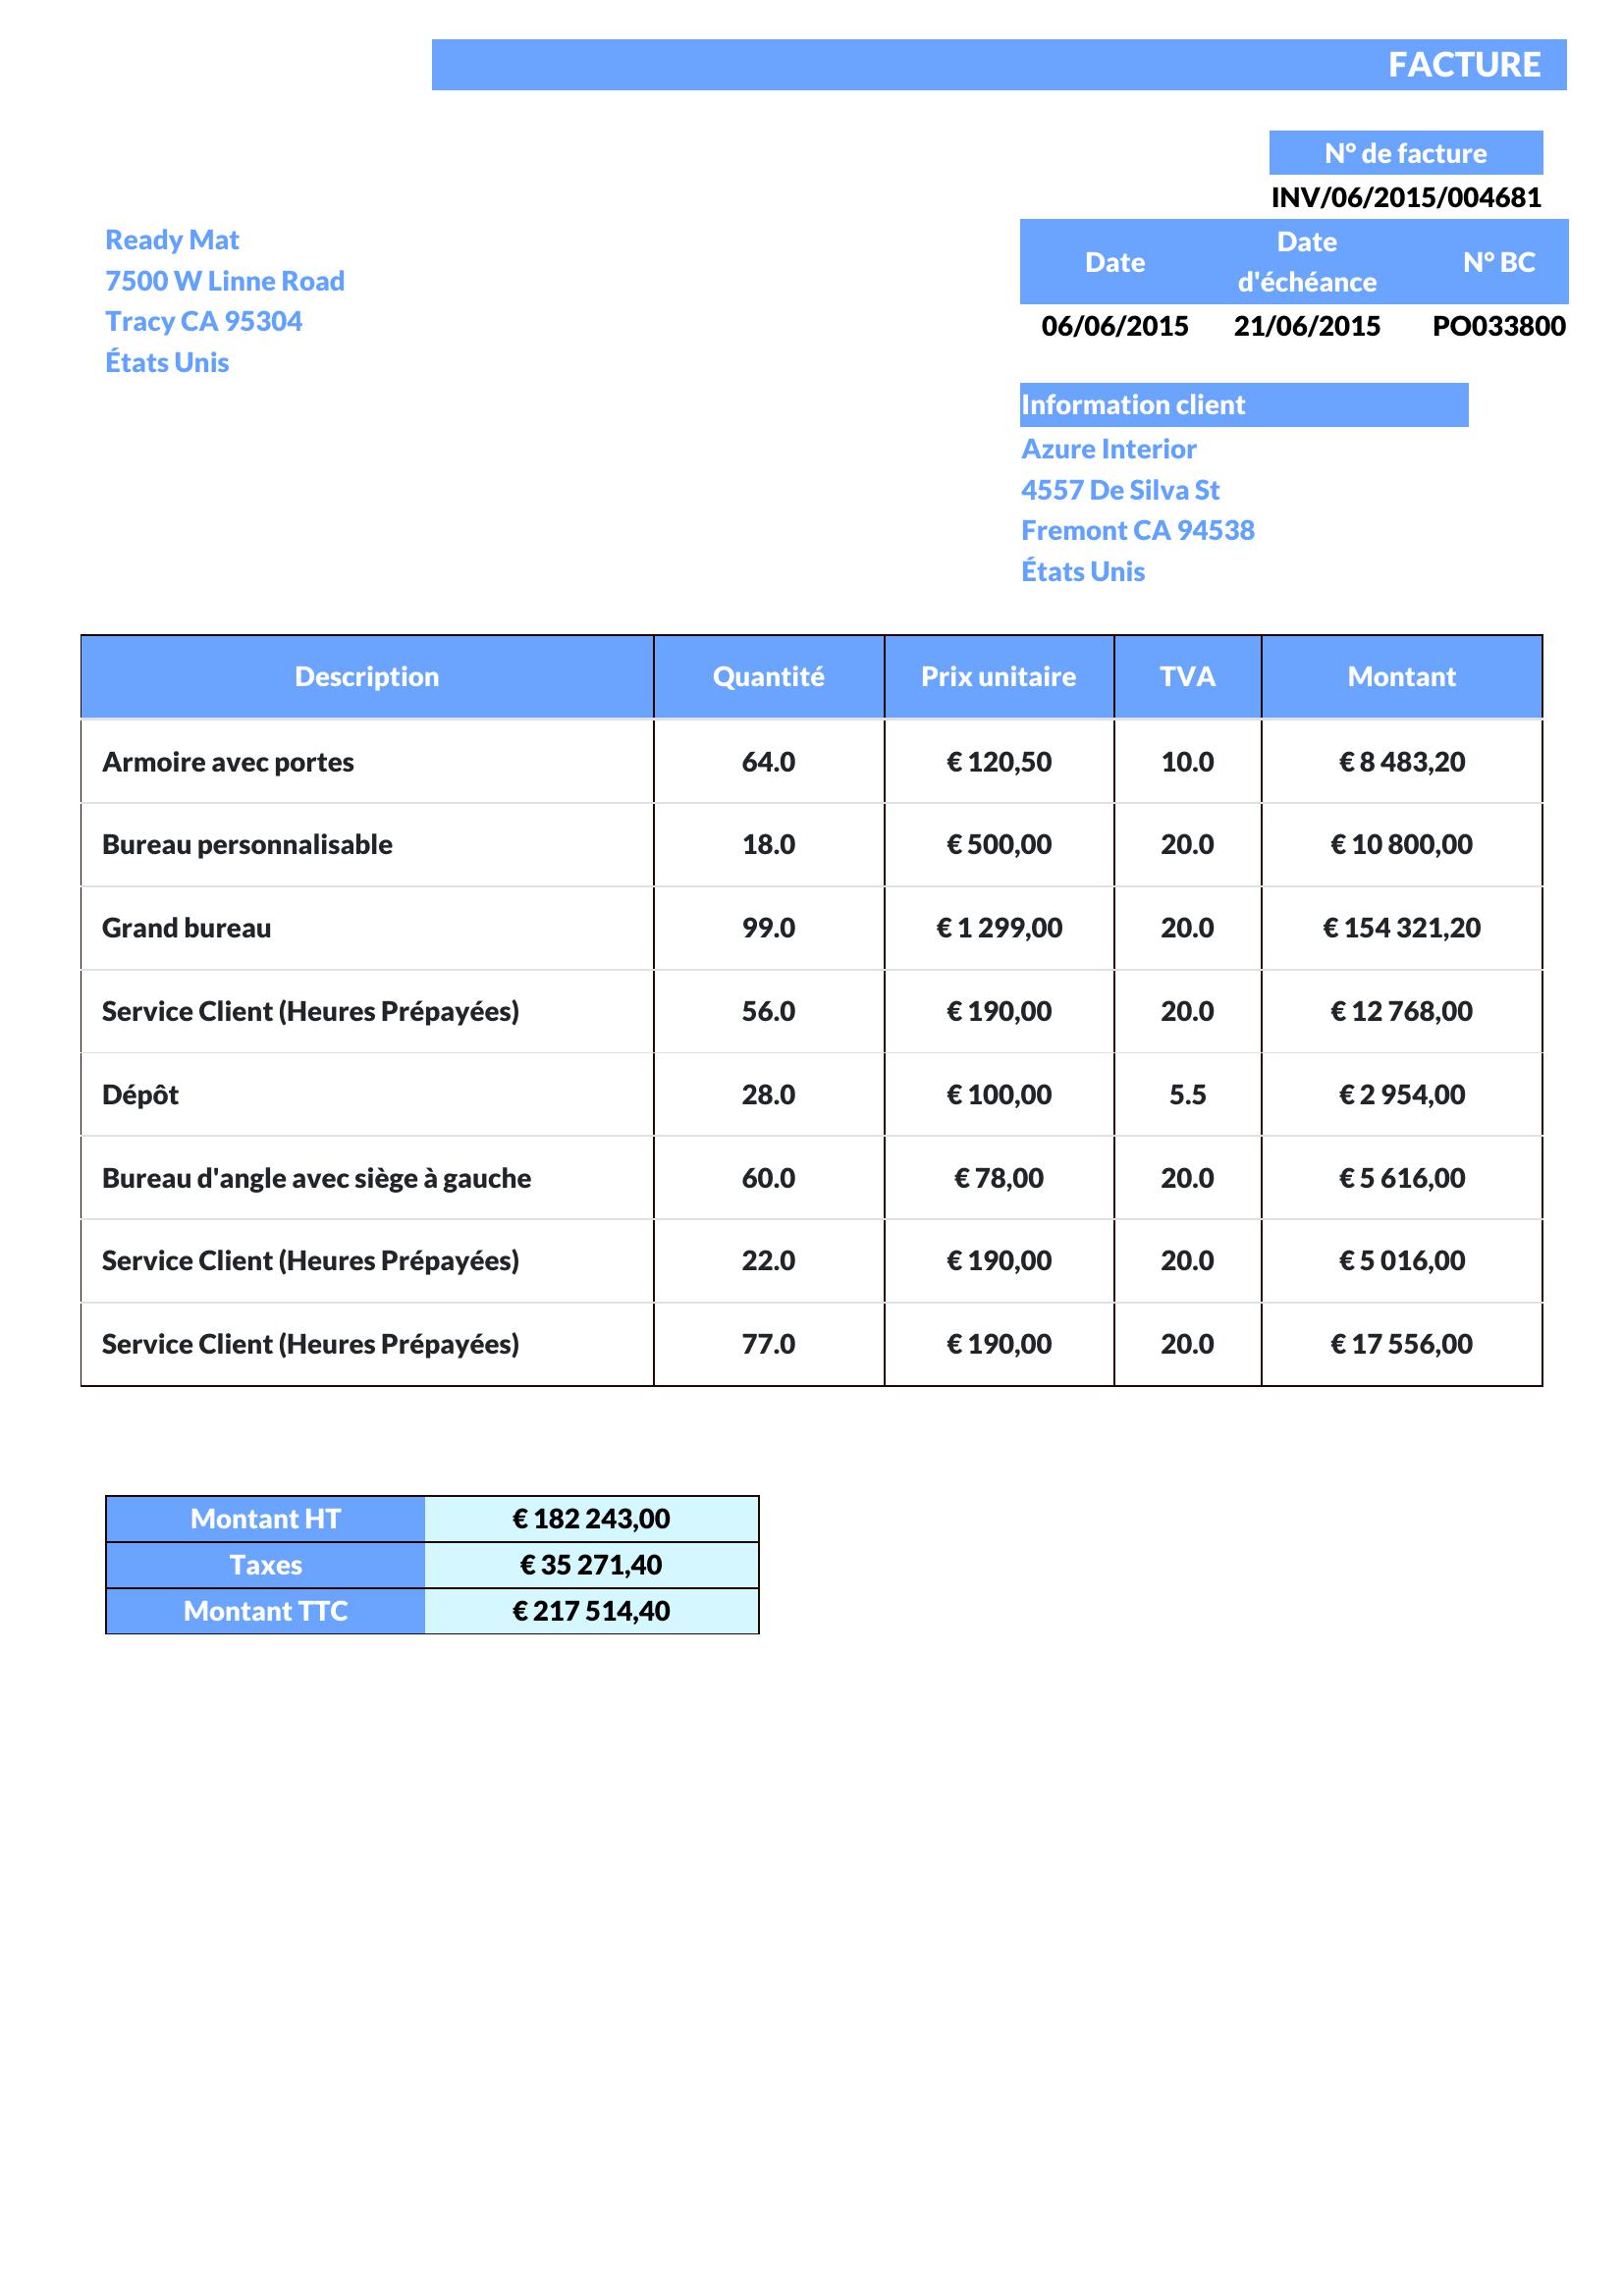 FACTURE
N° de facture
INV/06/2015/004681
Ready Mat
7500 W Linne Road
Tracy CA 95304
États Unis
Date Date d'échéance N° BC
06/06/2015 21/06/2015 PO033800
Information client
Azure Interior
4557 De Silva St
Fremont CA 94538
États Unis
Description Quantité Prix unitaire TVA Montant
Armoire avec portes 64.0 € 120,50 10.0 € 8 483,20
Bureau personnalisable 18.0 € 500,00 20.0 € 10 800,00
Grand bureau 99.0 € 1 299,00 20.0 € 154 321,20
Service Client (Heures Prépayées) 56.0 € 190,00 20.0 € 12 768,00
Dépôt 28.0 € 100,00 5.5 € 2 954,00
Bureau d'angle avec siège à gauche 60.0 € 78,00 20.0 € 5 616,00
Service Client (Heures Prépayées) 22.0 € 190,00 20.0 € 5 016,00
Service Client (Heures Prépayées) 77.0 € 190,00 20.0 € 17 556,00
Montant HT € 182 243,00
Taxes € 35 271,40
Montant TTC € 217 514,40